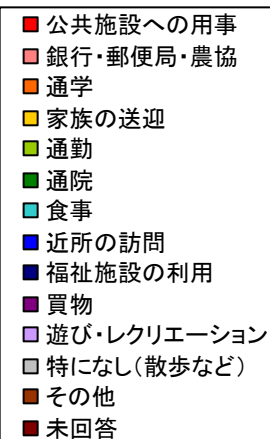 公共施設への用事
銀行・郵便局・農協
通学
家族の送迎
通勤
通院
食事
近所の訪問
福祉施設の利用
買物
遊び・レクリエーション
特になし（散歩など）
その他
未回答